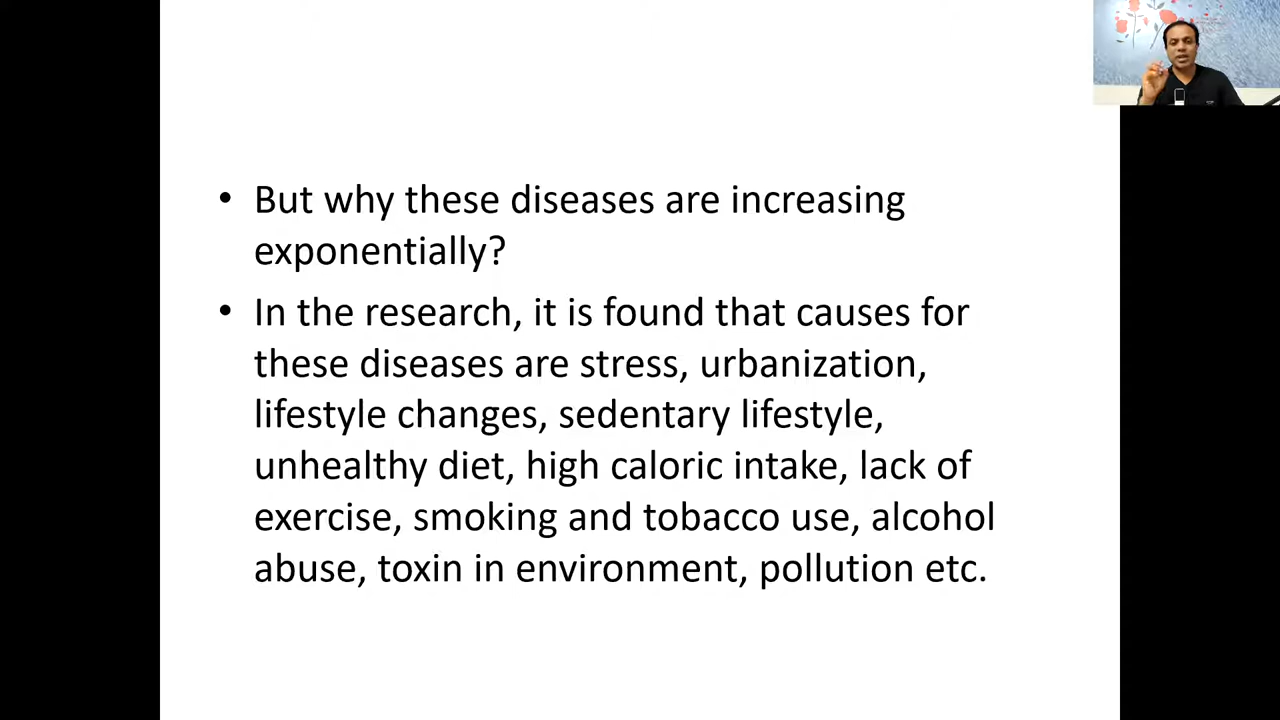 • But why these diseases are increasing
exponentially?
• In the research, it is found that causes for
these diseases are stress, urbanization,
lifestyle changes, sedentary lifestyle,
unhealthy diet, high caloric intake, lack of
exercise, smoking and tobacco use, alcohol
abuse, toxin in environment, pollution etc.